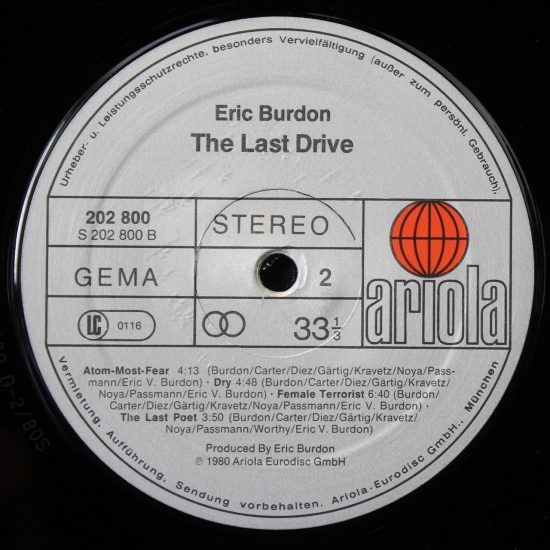 Urheber- u. Leistungsschutzrechte, besonders Vervielfältigung (außer zum persönl. Gebrauch),
Eric Burdon
The Last Drive
202 800
S 202 800 B
STEREO
GEMA
2
ariola
LC 0116
33 1/3
Atom-Most-Fear 4:13 (Burdon/Carter/Diez/Gärtig/Kravetz/Noya/Pass-
mann/Eric V. Burdon) · Dry 4:48 (Burdon/Carter/Diez/Gärtig/Kravetz/
Noya/Passmann/Eric V. Burdon) · Female Terrorist 6:40 (Burdon/
Carter/Diez/Gärtig/Kravetz/Noya/Passmann/Eric V. Burdon) ·
The Last Poet 3:50 (Burdon/Carter/Diez/Gärtig/Kravetz/
Noya/Passmann/Worthy/Eric V. Burdon)
Produced By Eric Burdon
℗ 1980 Ariola Eurodisc GmbH
Vermietung, Aufführung, Sendung vorbehalten. Ariola-Eurodisc GmbH., München